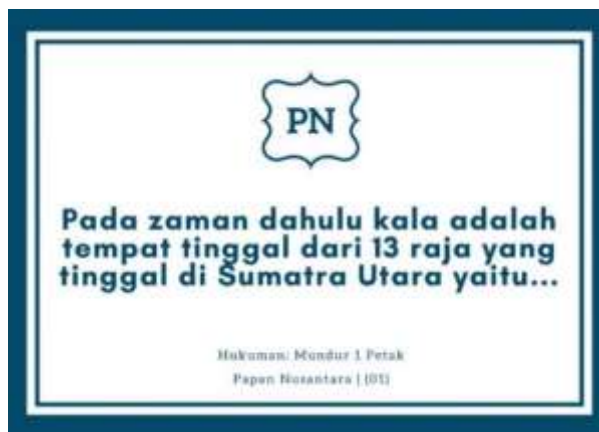 PN
Pada zaman dahulu kala adalah
tempat tinggal dari 13 raja yang
tinggal di Sumatra Utara yaitu...
Hukuman: Mundur 1 Petak
Papan Nusantara | (01)